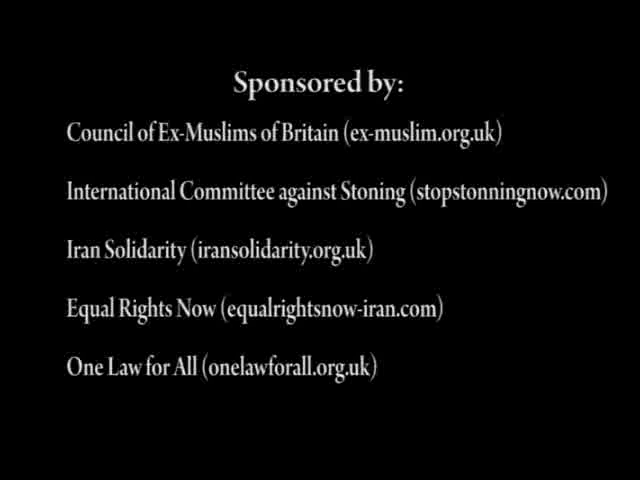 Sponsored by:
Council of Ex-Muslims of Britain (ex-muslim.org.uk)
International Committee against Stoning (stopstonningnow.com)
Iran Solidarity (iransolidarity.org.uk)
Equal Rights Now (equalrightsnow-iran.com)
One Law for All (onelawforall.org.uk)